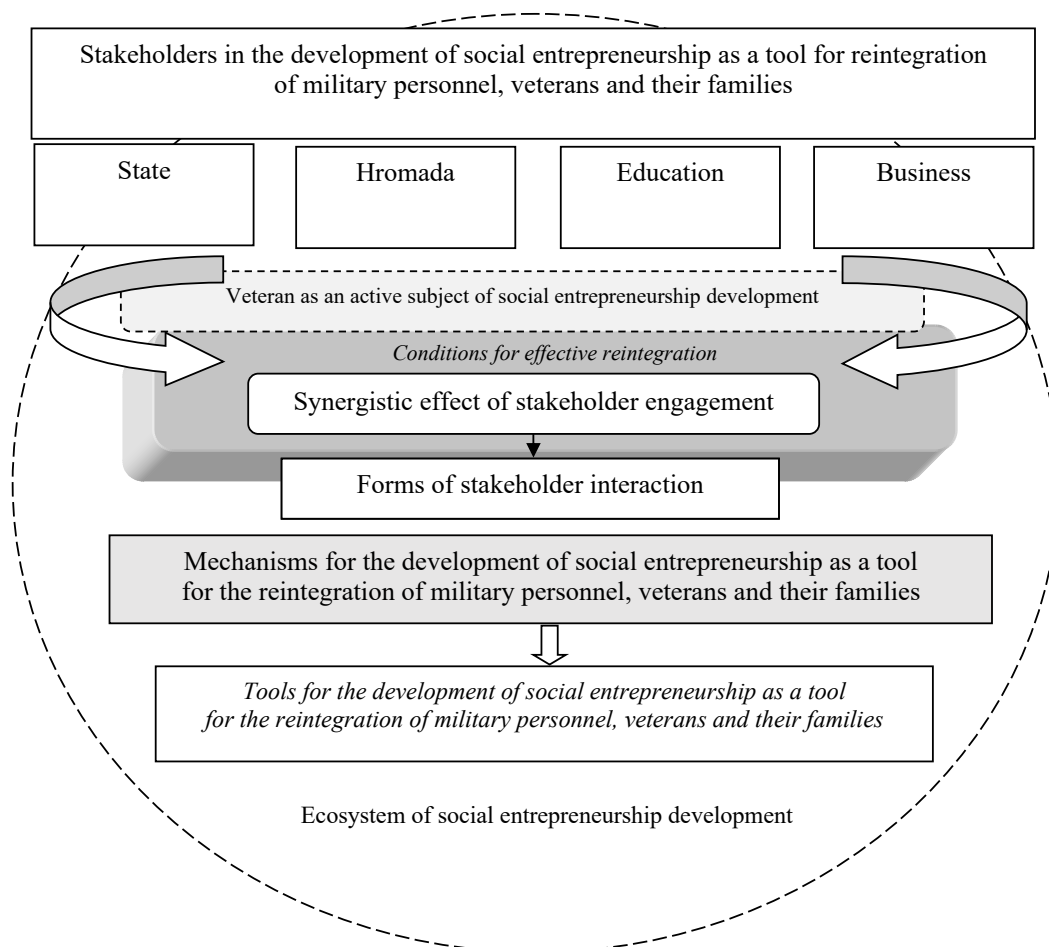 Stakeholders in the development of social entrepreneurship as a tool for reintegration
of military personnel, veterans and their families
State
Hromada
Education
Business
Veteran as an active subject of social entrepreneurship development
Conditions for effective reintegration
Synergistic effect of stakeholder engagement
Forms of stakeholder interaction
Mechanisms for the development of social entrepreneurship as a tool
for the reintegration of military personnel, veterans and their families
Tools for the development of social entrepreneurship as a tool
for the reintegration of military personnel, veterans and their families
Ecosystem of social entrepreneurship development